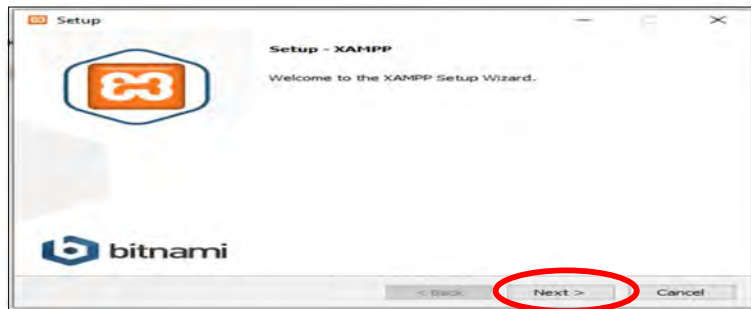 Setup
Setup - XAMPP
Welcome to the XAMPP Setup Wizard.
bitnami
< Back
Next >
Cancel